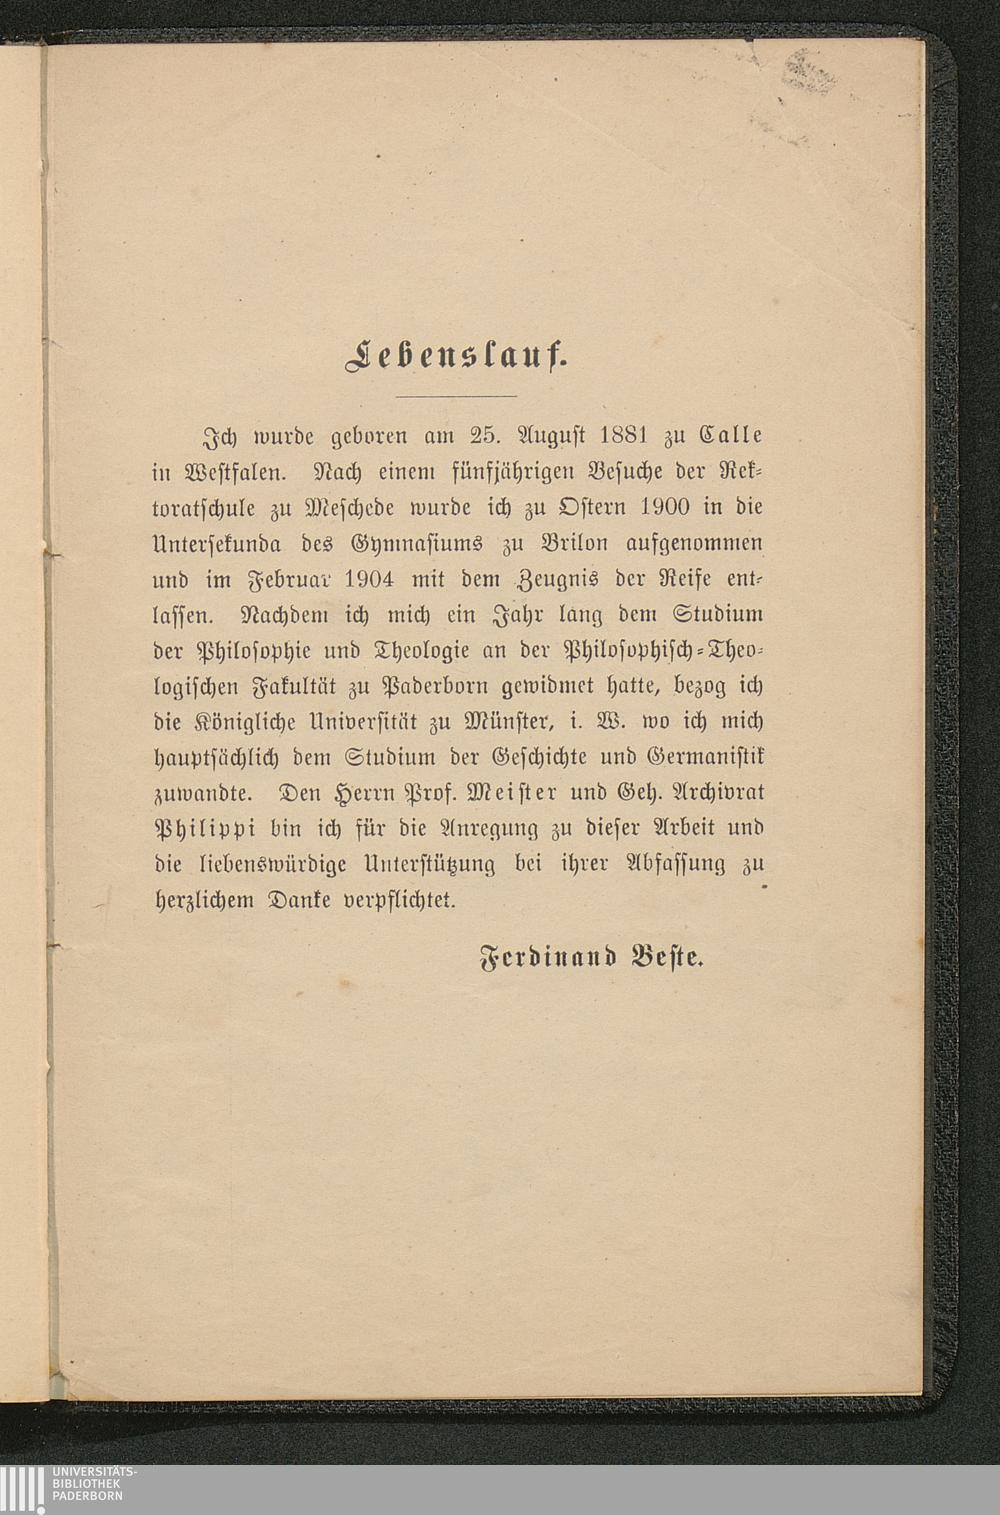 Lebenslauf.
Ich wurde geboren am 25. August 1881 zu Calle
in Westfalen. Nach einem fünfjährigen Besuche der Rek-
toratschule zu Meschede wurde ich zu Ostern 1900 in die
Untersekunda des Gymnasiums zu Brilon aufgenommen
und im Februar 1904 mit dem Zeugnis der Reife ent-
lassen. Nachdem ich mich ein Jahr lang dem Studium
der Philosophie und Theologie an der Philosophisch-Theo-
logischen Fakultät zu Paderborn gewidmet hatte, bezog ich
die Königliche Universität zu Münster, i. W. wo ich mich
hauptsächlich dem Studium der Geschichte und Germanistik
zuwandte. Den Herrn Prof. Meister und Geh. Archivrat
Philippi bin ich für die Anregung zu dieser Arbeit und
die liebenswürdige Unterstützung bei ihrer Abfassung zu
herzlichem Danke verpflichtet.
Ferdinand Beste.
UNIVERSITÄTS-
BIBLIOTHEK
PADERBORN